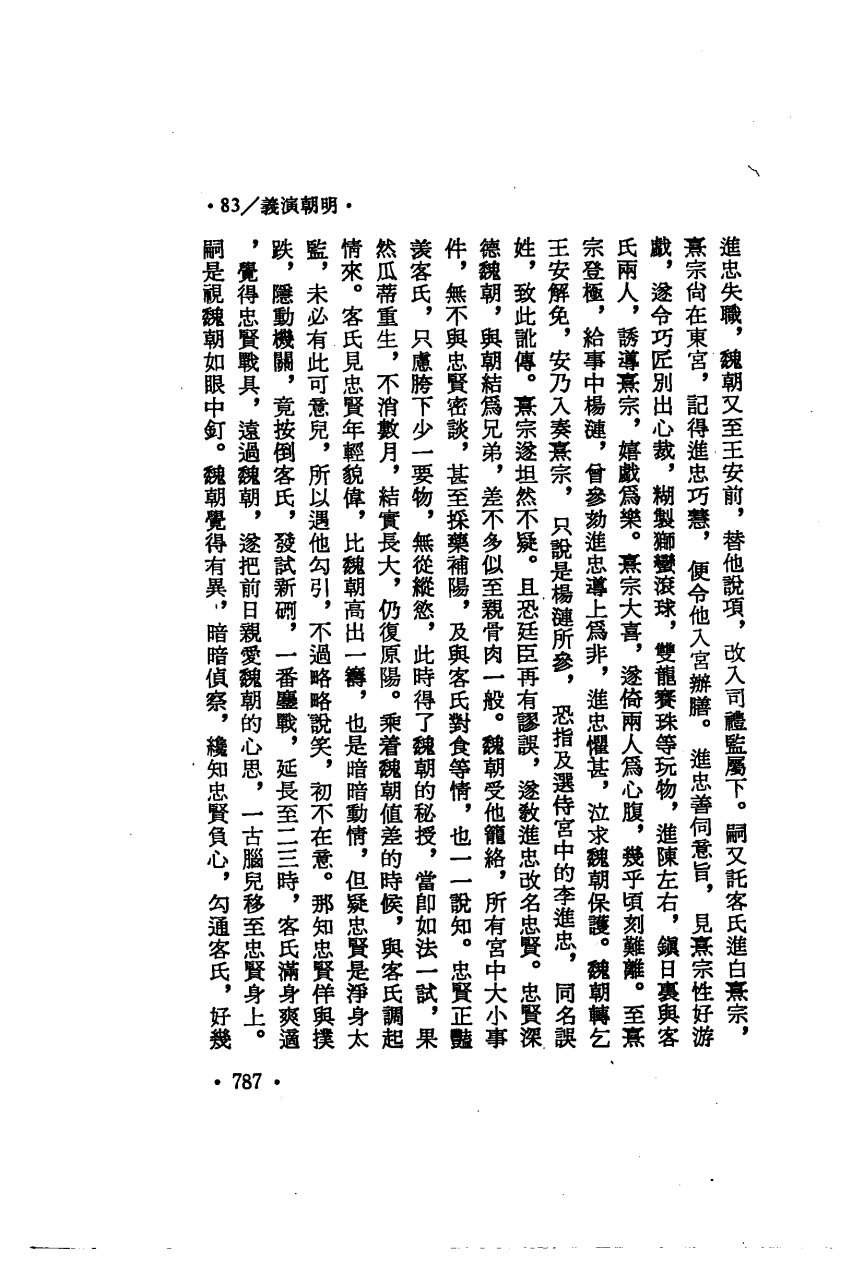 •83／義演朝明•
進忠失職，魏朝又至王安前，替他說項，改入司禮監屬下。嗣又託客氏進白熹宗，
熹宗尙在東宮，記得進忠巧慧，便令他入宮辦膳。進忠善伺意旨，見熹宗性好游
戲，遂令巧匠別出心裁，糊製獅蠻滾球，雙龍賽珠等玩物，進陳左右，鎭日裏與客
氏兩人，誘導熹宗，嬉戲爲樂。熹宗大喜，遂倚兩人爲心腹，幾乎頃刻難離。至熹
宗登極，給事中楊漣，曾參劾進忠導上爲非，進忠懼甚，泣求魏朝保護。魏朝轉乞
王安解免，安乃入奏熹宗，只說是楊漣所參，恐指及選侍宮中的李進忠，同名誤
姓，致此訛傳。熹宗遂坦然不疑。且恐廷臣再有謬誤，遂敎進忠改名忠賢。忠賢深
德魏朝，與朝結爲兄弟，差不多似至親骨肉一般。魏朝受他籠絡，所有宮中大小事
件，無不與忠賢密談，甚至採藥補陽，及與客氏對食等情，也一一說知。忠賢正豔
羨客氏，只慮胯下少一要物，無從縱慾，此時得了魏朝的秘授，當卽如法一試，果
然瓜蒂重生，不消數月，結實長大，仍復原陽。乘着魏朝值差的時候，與客氏調起
情來。客氏見忠賢年輕貌偉，比魏朝高出一籌，也是暗暗動情，但疑忠賢是淨身太
監，未必有此可意兒，所以遇他勾引，不過略略說笑，初不在意。那知忠賢佯與撲
跌，隱動機關，竟按倒客氏，發試新硎，一番鏖戰，延長至二三時，客氏滿身爽適
，覺得忠賢戰具，遠過魏朝，遂把前日親愛魏朝的心思，一古腦兒移至忠賢身上。
嗣是視魏朝如眼中釘。魏朝覺得有異，暗暗偵察，纔知忠賢負心，勾通客氏，好幾
•787•